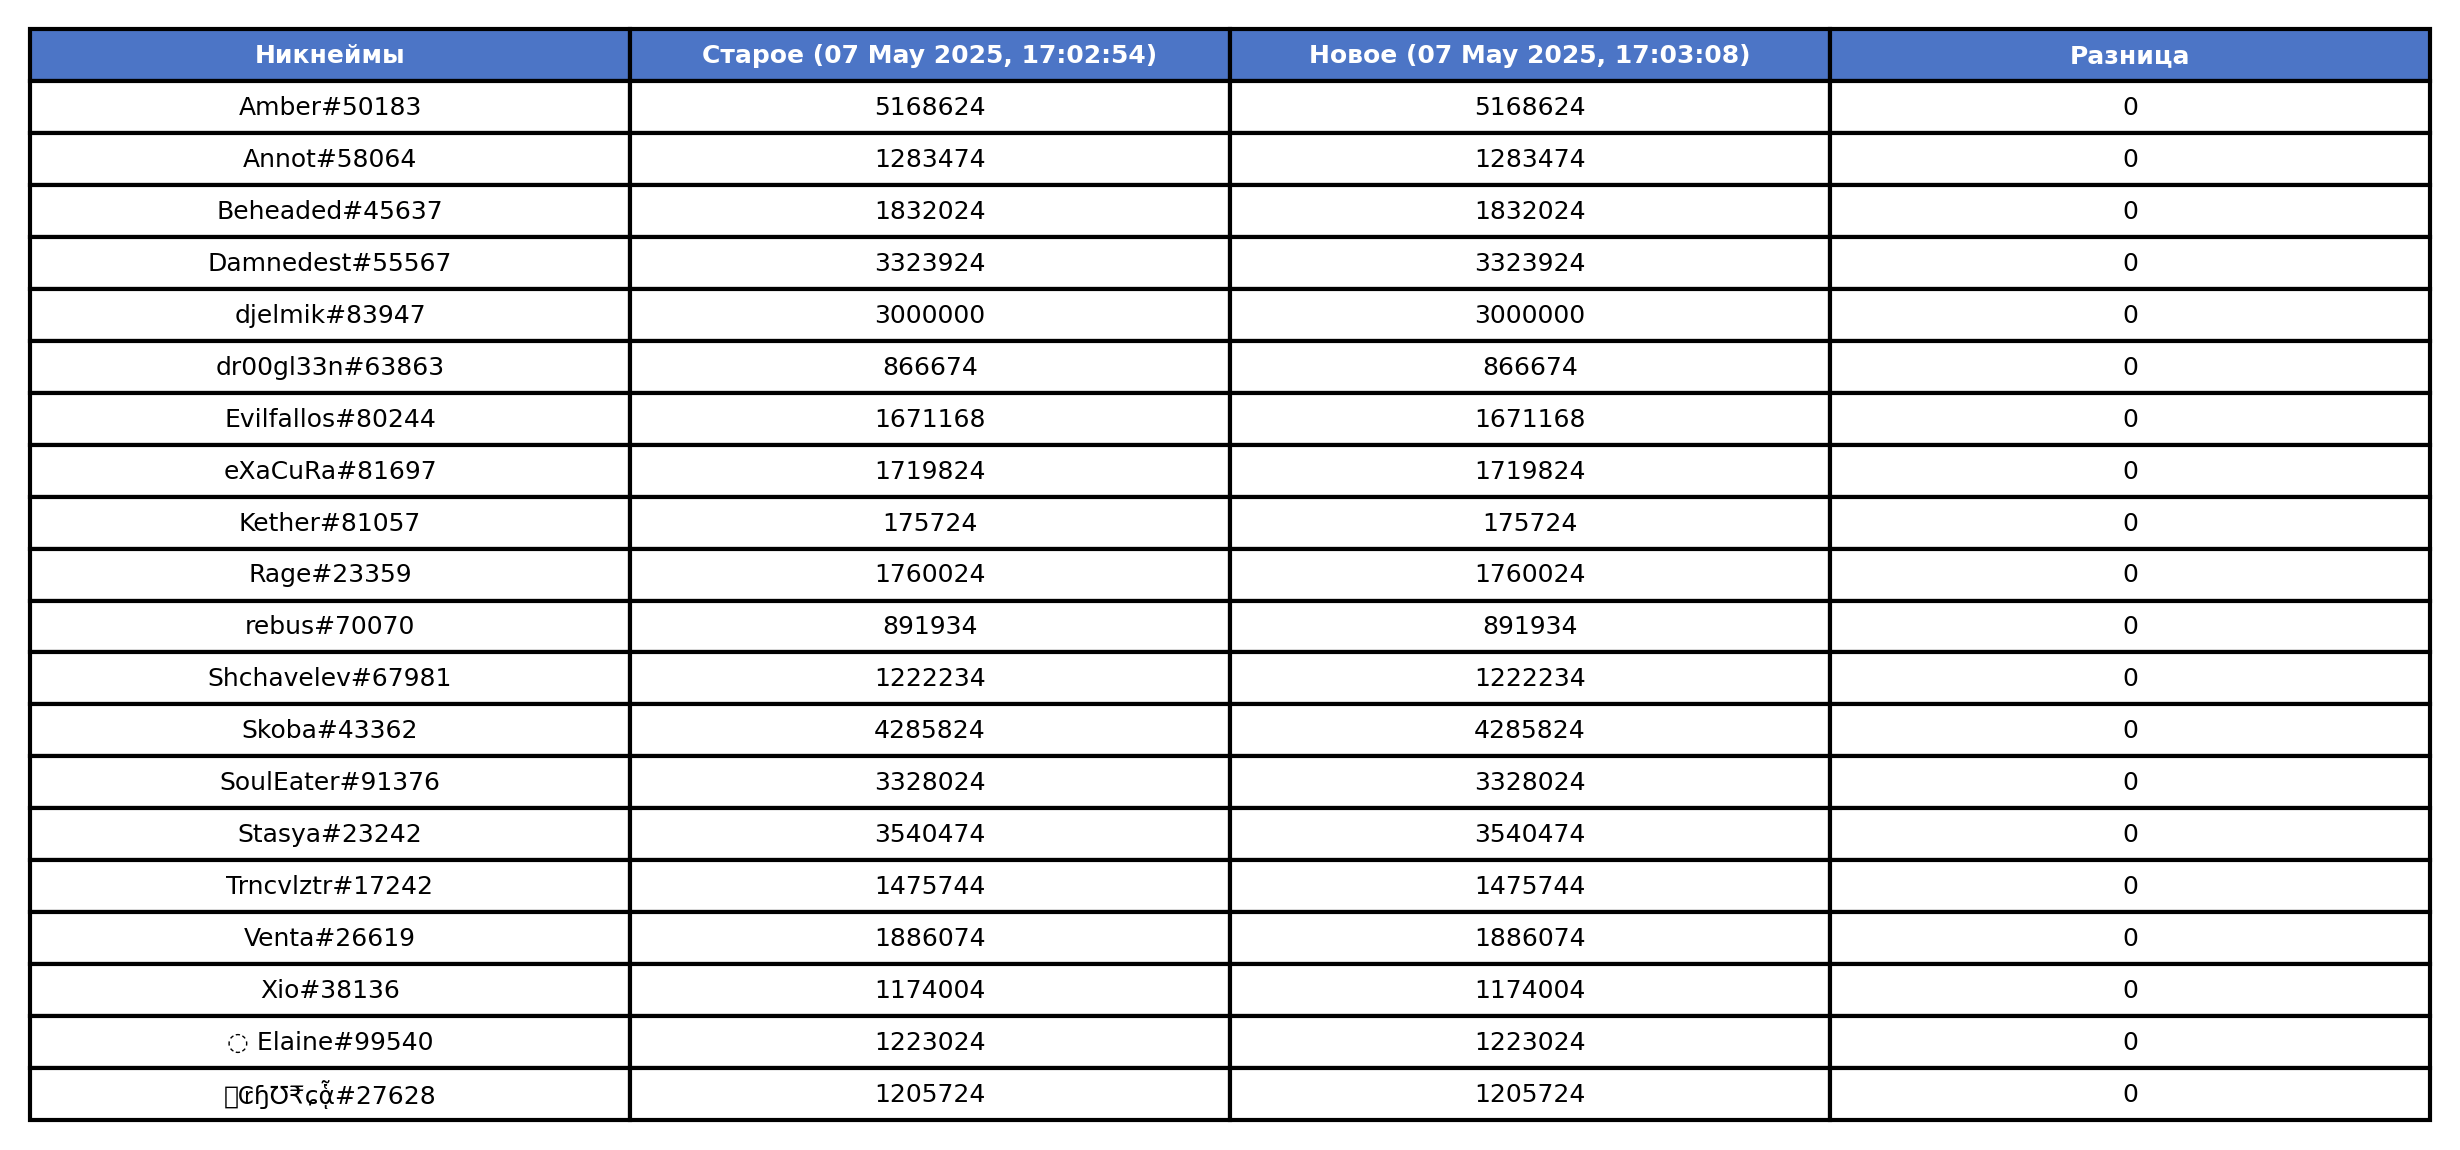 Никнеймы Старое (07 May 2025, 17:02:54) Новое (07 May 2025, 17:03:08) Разница
Amber#50183 5168624 5168624 0
Annot#58064 1283474 1283474 0
Beheaded#45637 1832024 1832024 0
Damnedest#55567 3323924 3323924 0
djelmik#83947 3000000 3000000 0
dr00gl33n#63863 866674 866674 0
Evilfallos#80244 1671168 1671168 0
eXaCuRa#81697 1719824 1719824 0
Kether#81057 175724 175724 0
Rage#23359 1760024 1760024 0
rebus#70070 891934 891934 0
Shchavelev#67981 1222234 1222234 0
Skoba#43362 4285824 4285824 0
SoulEater#91376 3328024 3328024 0
Stasya#23242 3540474 3540474 0
Trncvlztr#17242 1475744 1475744 0
Venta#26619 1886074 1886074 0
Xio#38136 1174004 1174004 0
◌ Elaine#99540 1223024 1223024 0
#27628 1205724 1205724 0